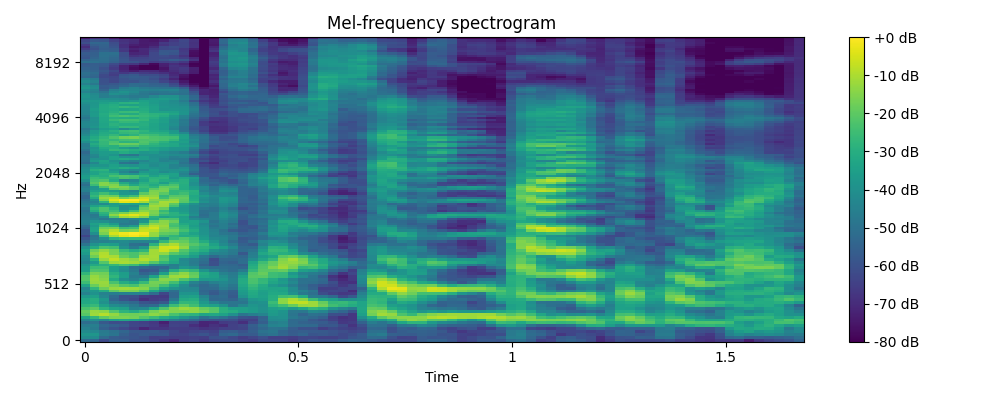 Mel-frequency spectrogram
Hz
8192
4096
2048
1024
512
0
0 0.5 1 1.5
Time
+0 dB
-10 dB
-20 dB
-30 dB
-40 dB
-50 dB
-60 dB
-70 dB
-80 dB